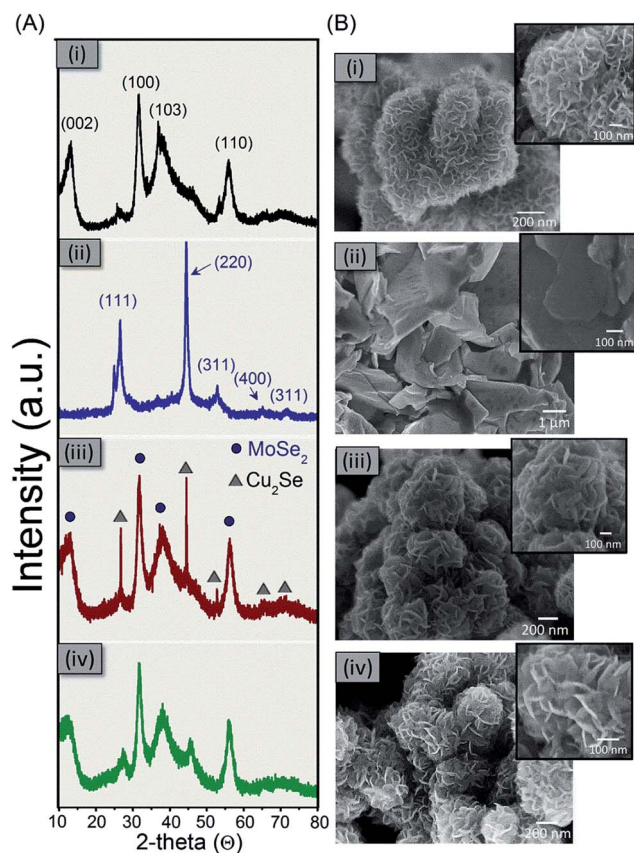 (A)
(i)
(002)
(100)
(103)
(110)
(ii)
(111)
(220)
(311)
(400)
(311)
(iii)
MoSe2
Cu2Se
(iv)
Intensity (a.u.)
10 20 30 40 50 60 70 80
2-theta (Θ)
(B)
(i)
100 nm
200 nm
(ii)
100
nm
1 µm
(iii)
100 nm
200 nm
(iv)
100nm
200 nm